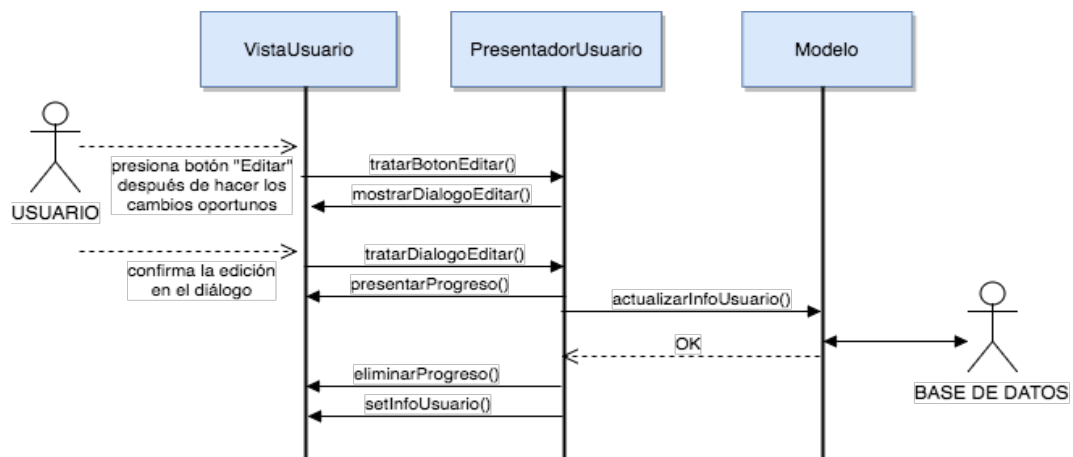 VistaUsuario
PresentadorUsuario
Modelo
presiona botón "Editar"
después de hacer los
cambios oportunos
USUARIO
tratarBotonEditar()
mostrarDialogoEditar()
confirma la edición
en el diálogo
tratarDialogoEditar()
presentarProgreso()
actualizarInfoUsuario()
OK
eliminarProgreso()
setInfoUsuario()
BASE DE DATOS